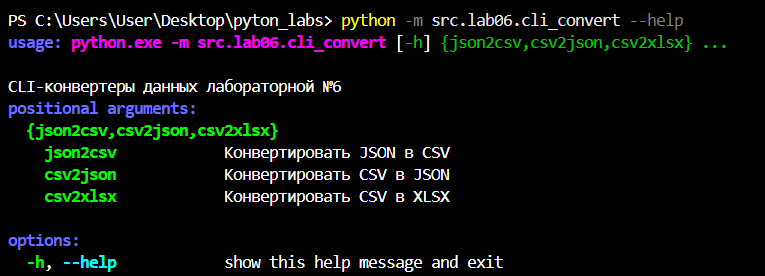 PS C:\Users\User\Desktop\pyton_labs> python -m src.lab06.cli_convert --help
usage: python.exe -m src.lab06.cli_convert [-h] {json2csv,csv2json,csv2xlsx} ...
CLI-конвертеры данных лабораторной №6
positional arguments:
{json2csv,csv2json,csv2xlsx}
json2csv Конвертировать JSON в CSV
csv2json Конвертировать CSV в JSON
csv2xlsx Конвертировать CSV в XLSX
options:
-h, --help show this help message and exit